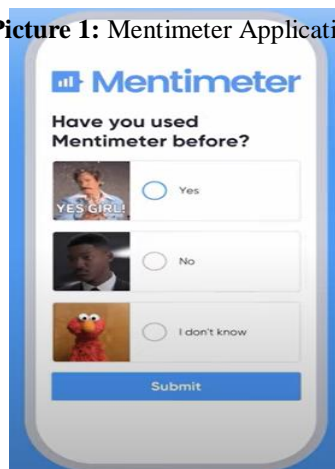 Picture 1: Mentimeter Applicati
Mentimeter
Have you used
Mentimeter before?
YES GIRL!
Yes
No
I don't know
Submit